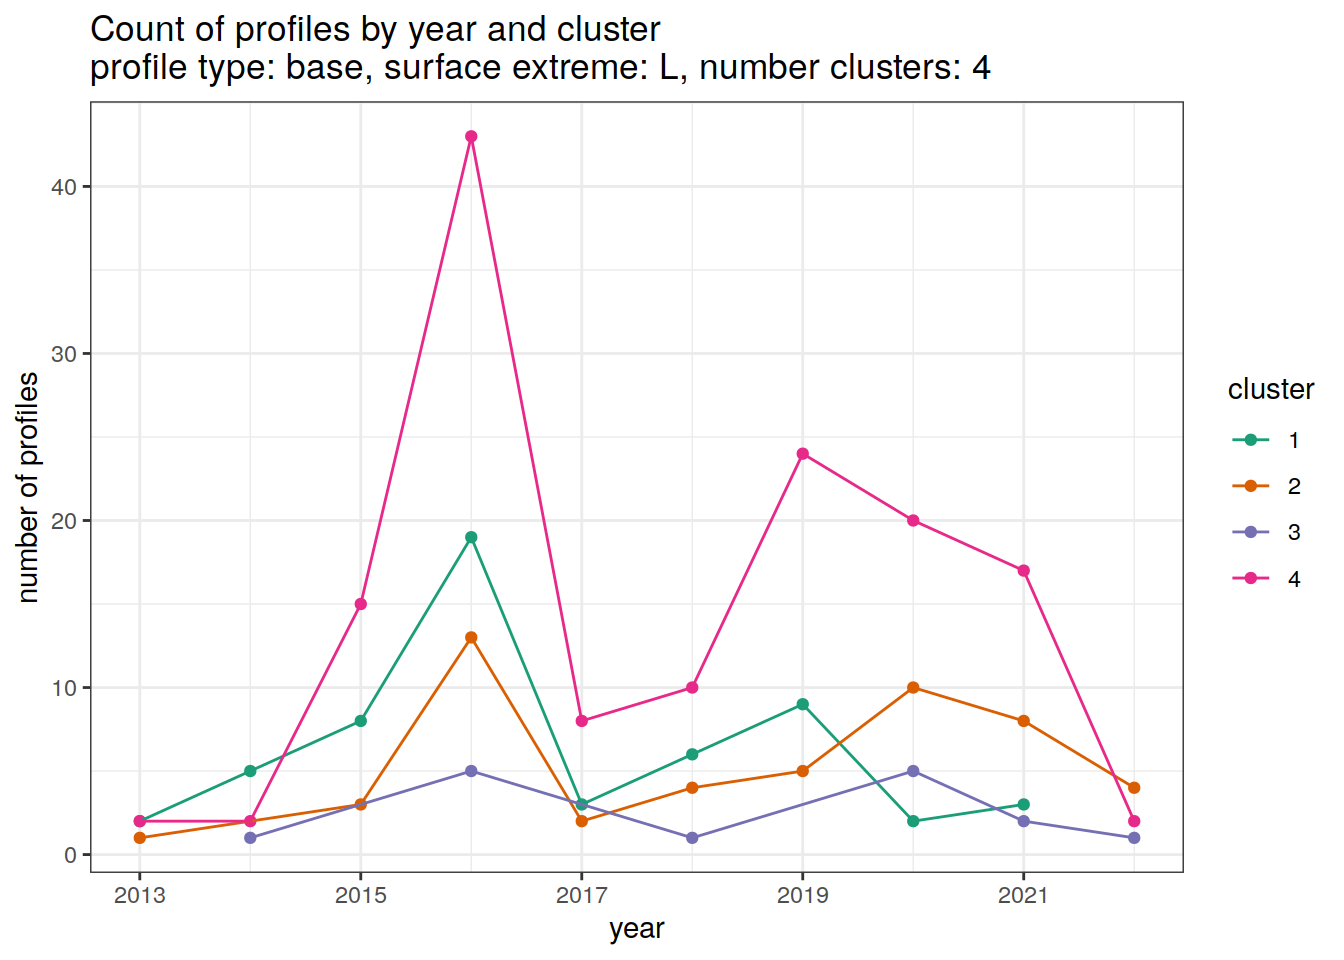 Count of profiles by year and cluster
profile type: base, surface extreme: L, number clusters: 4
40
30
20
10
0
number of profiles
2013 2015 2017 2019 2021
year
cluster
1
2
3
4